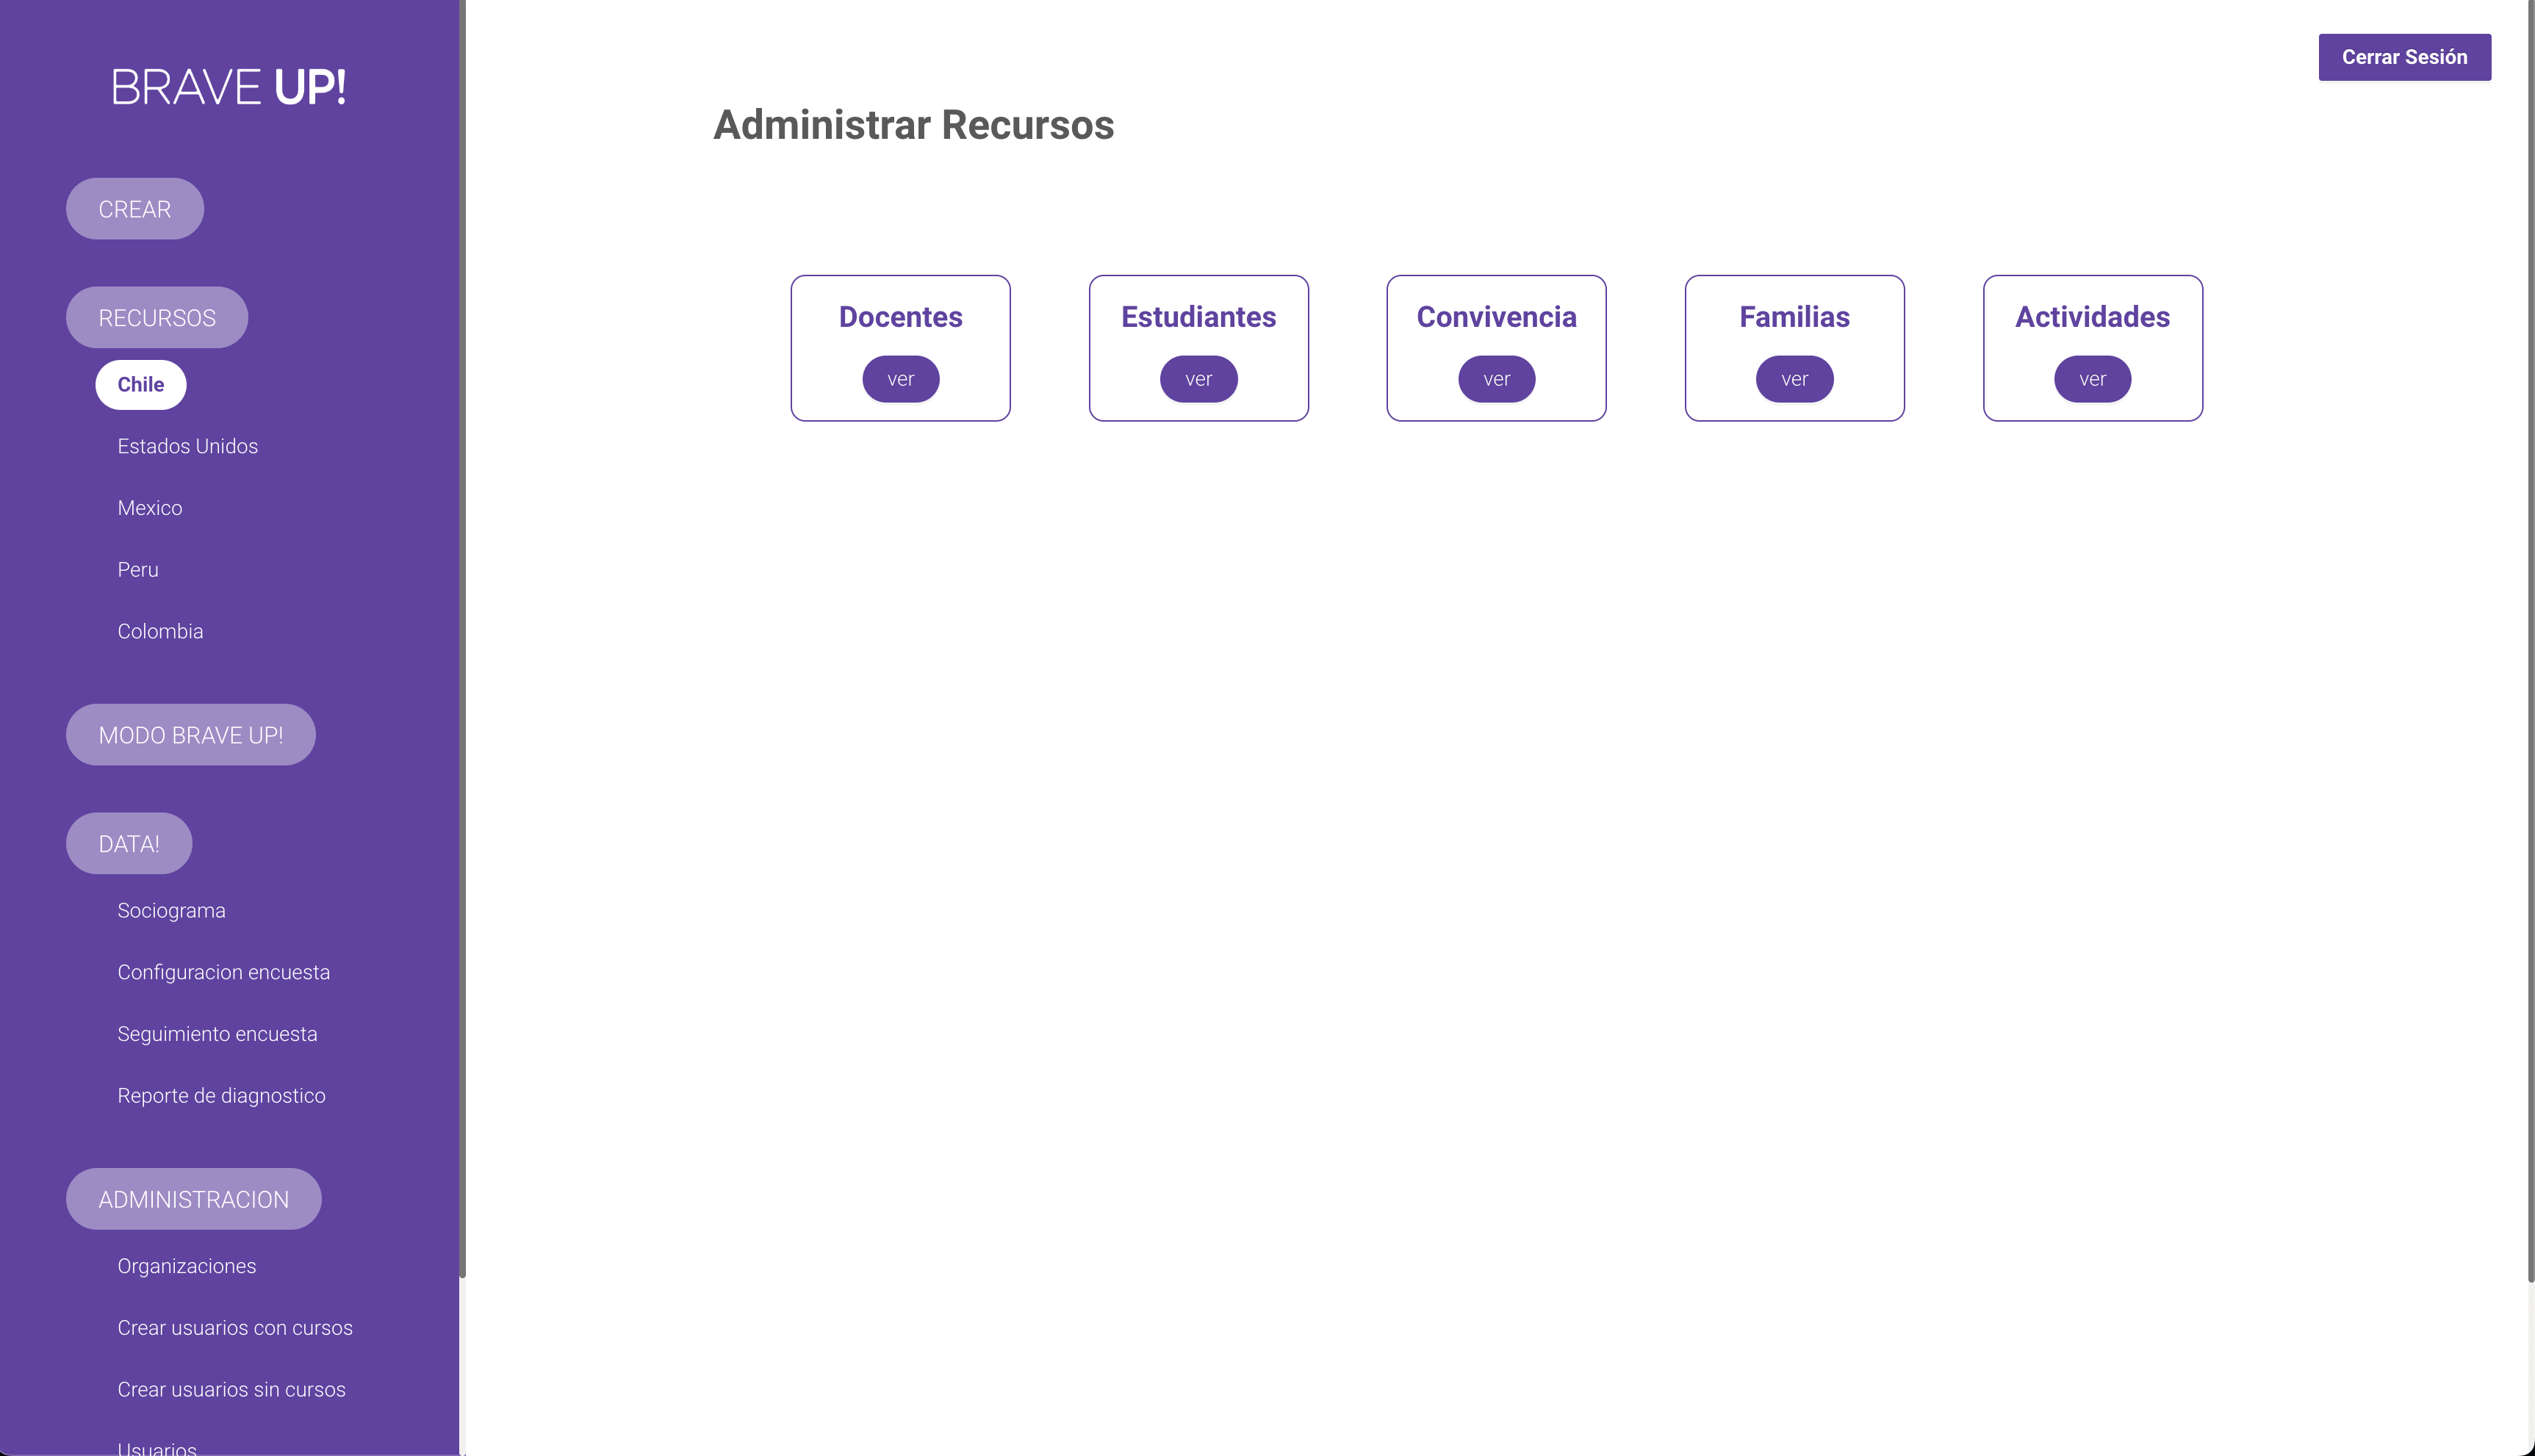 BRAVE UP!
CREAR
RECURSOS
Chile
Estados Unidos
Mexico
Peru
Colombia
MODO BRAVE UP!
DATA!
Sociograma
Configuracion encuesta
Seguimiento encuesta
Reporte de diagnostico
ADMINISTRACION
Organizaciones
Crear usuarios con cursos
Crear usuarios sin cursos
Usuarios
Cerrar Sesión
Administrar Recursos
Docentes
ver
Estudiantes
ver
Convivencia
ver
Familias
ver
Actividades
ver